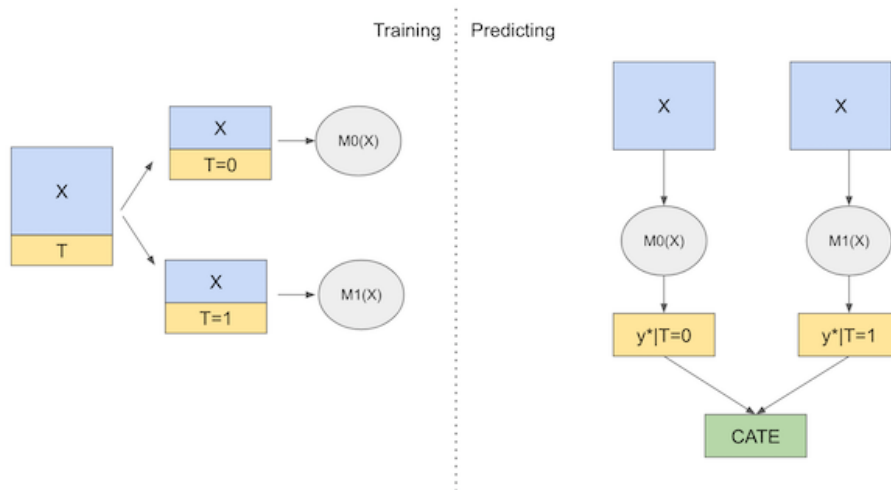 Training
Predicting
X
T
X
T=0
M0(X)
X
T=1
M1(X)
X
X
M0(X)
M1(X)
y*|T=0
y*|T=1
CATE